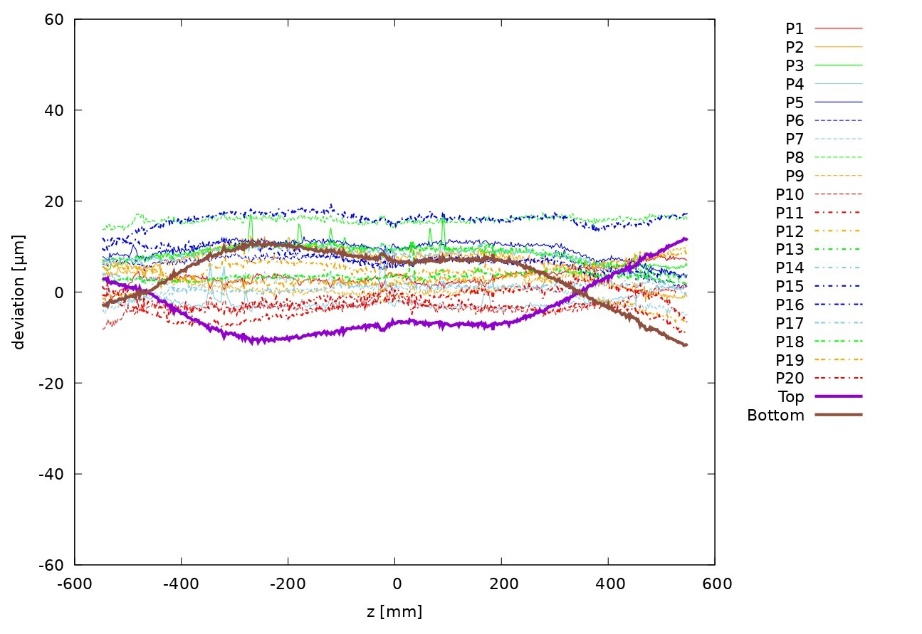 60
40
20
0
-20
-40
-60
deviation [µm]
-600 -400 -200 0 200 400 600
z [mm]
P1
P2
P3
P4
P5
P6
P7
P8
P9
P10
P11
P12
P13
P14
P15
P16
P17
P18
P19
P20
Top
Bottom